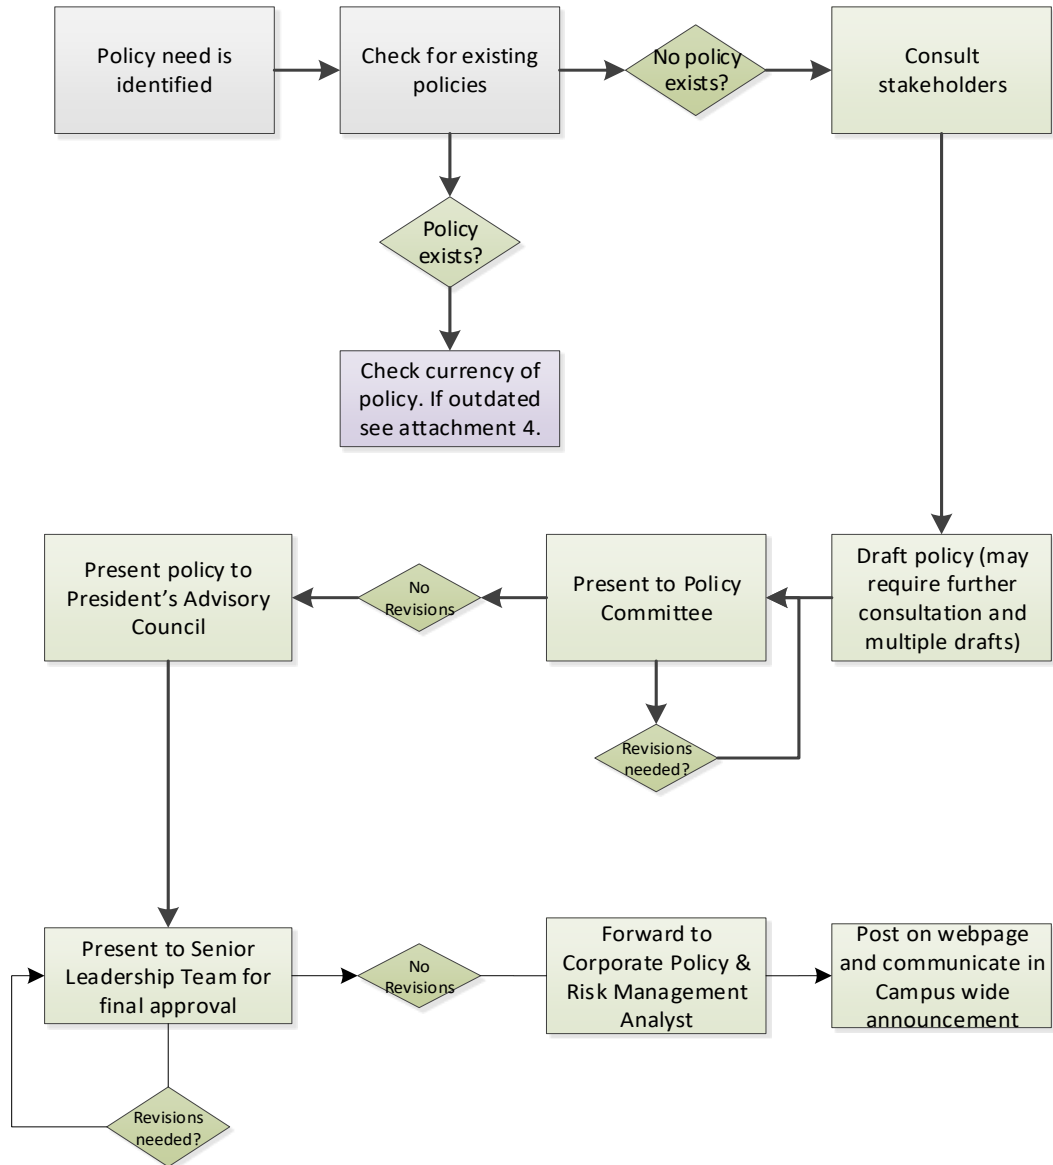 Policy need is
identified
Check for existing
policies
No policy
exists?
Consult
stakeholders
Policy
exists?
Check currency of
policy. If outdated
see attachment 4.
Draft policy (may
require further
consultation and
multiple drafts)
Present to Policy
Committee
No
Revisions
Present policy to
President’s Advisory
Council
Revisions
needed?
Present to Senior
Leadership Team for
final approval
No
Revisions
Forward to
Corporate Policy &
Risk Management
Analyst
Post on webpage
and communicate in
Campus wide
announcement
Revisions
needed?